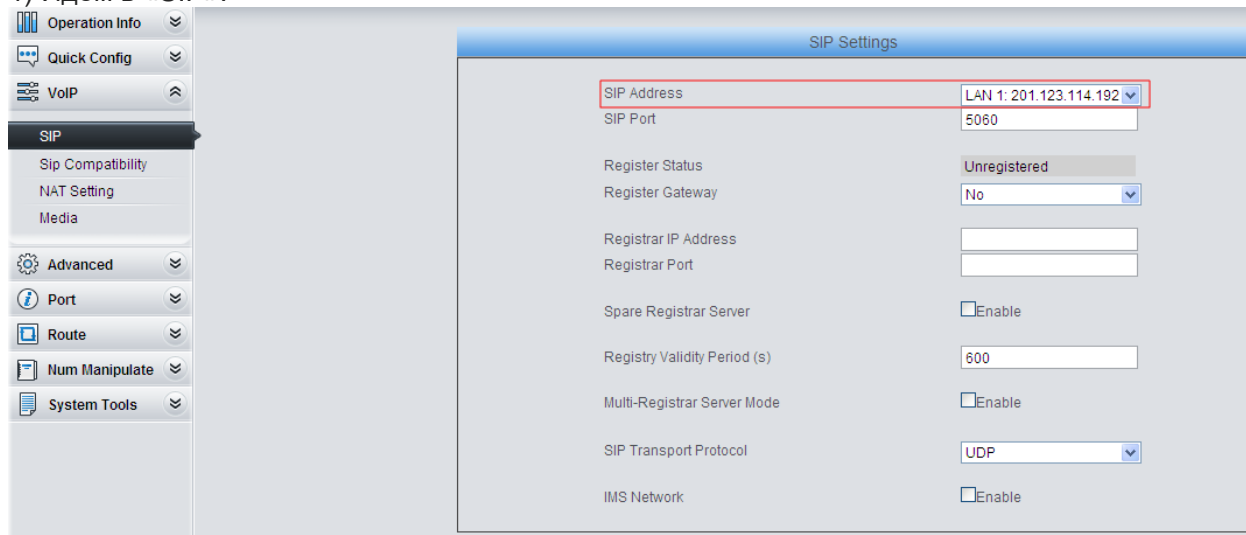 Operation Info
Quick Config
VoIP
SIP
Sip Compatibility
NAT Setting
Media
Advanced
Port
Route
Num Manipulate
System Tools
SIP Settings
SIP Address LAN 1: 201.123.114.192
SIP Port 5060
Register Status Unregistered
Register Gateway No
Registrar IP Address
Registrar Port
Spare Registrar Server Enable
Registry Validity Period (s) 600
Multi-Registrar Server Mode Enable
SIP Transport Protocol UDP
IMS Network Enable